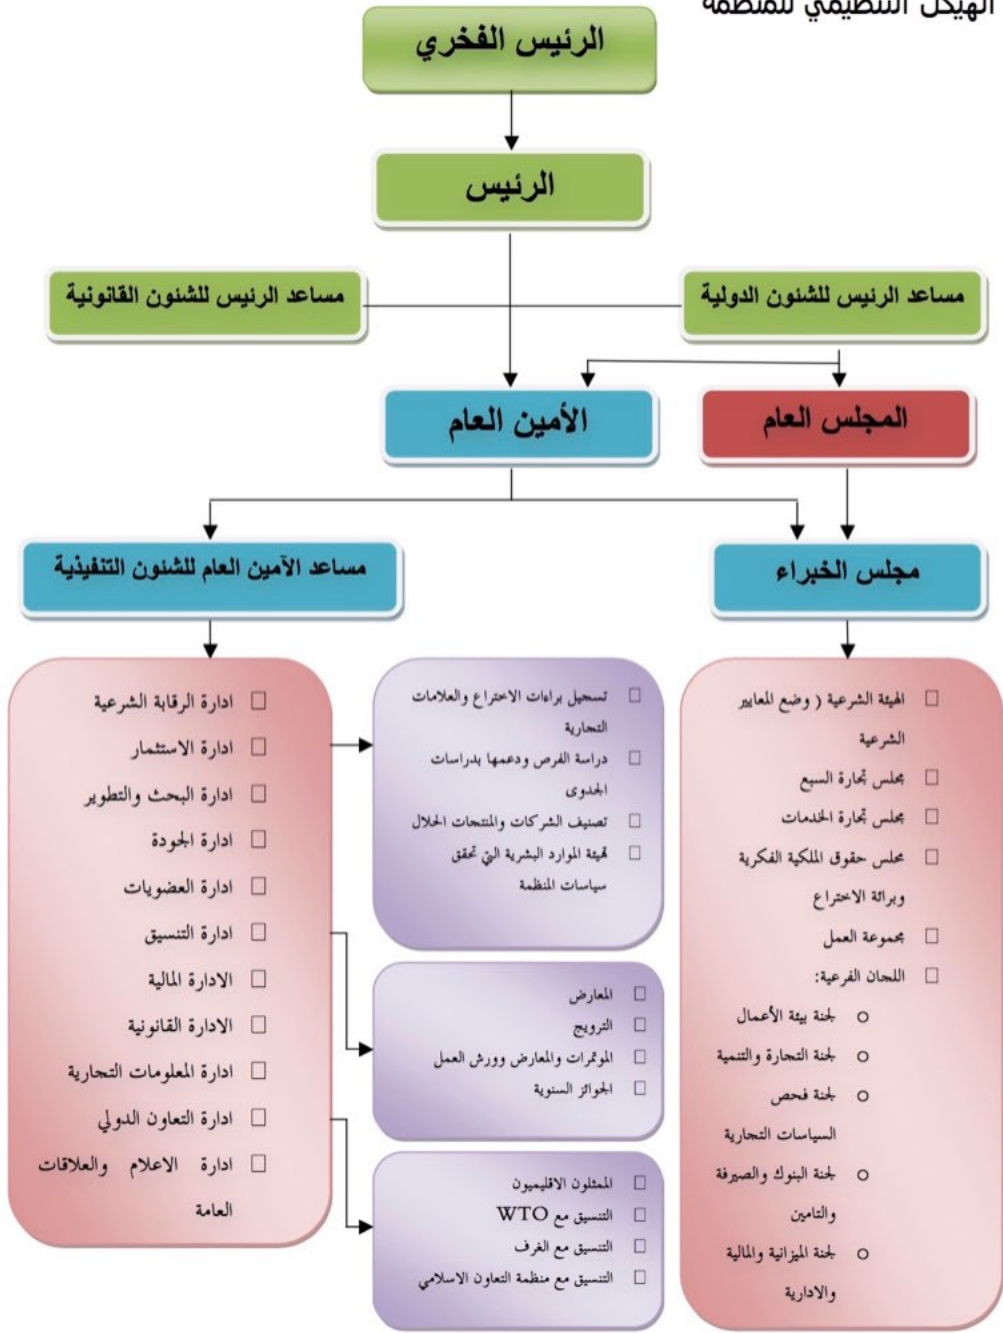 الهيكل التنظيمي للمنظمة
الرئيس الفخري
الرئيس
مساعد الرئيس للشئون الدولية
مساعد الرئيس للشئون القانونية
المجلس العام
الأمين العام
مجلس الخبراء
مساعد الآمين العام للشئون التنفيذية
الهيئة الشرعية ( وضع المعايير
الشرعية
مجلس تجارة السبع
مجلس تجارة الخدمات
مجلس حقوق الملكية الفكرية
وبرائة الاختراع
مجموعة العمل
اللجان الفرعية:
لجنة بيئة الأعمال
لجنة التجارة والتنمية
لجنة فحص
السياسات التجارية
لجنة البنوك والصيرفة
والتامين
لجنة الميزانية والمالية
والادارية
تسجيل براءات الاختراع والعلامات
التجارية
دراسة الفرص ودعمها بدراسات
الجدوى
تصنيف الشركات والمنتجات الحلال
تهيئة الموارد البشرية التي تحقق
سياسات المنظمة
المعارض
الترويج
الموتمرات والمعارض وورش العمل
الجوائز السنوية
الممثلون الاقليميون
التنسيق مع WTO
التنسيق مع الغرف
التنسيق مع منظمة التعاون الاسلامي
ادارة الرقابة الشرعية
ادارة الاستثمار
ادارة البحث والتطوير
ادارة الجودة
ادارة العضويات
ادارة التنسيق
الادارة المالية
الادارة القانونية
ادارة المعلومات التجارية
ادارة التعاون الدولي
ادارة الاعلام والعلاقات
العامة